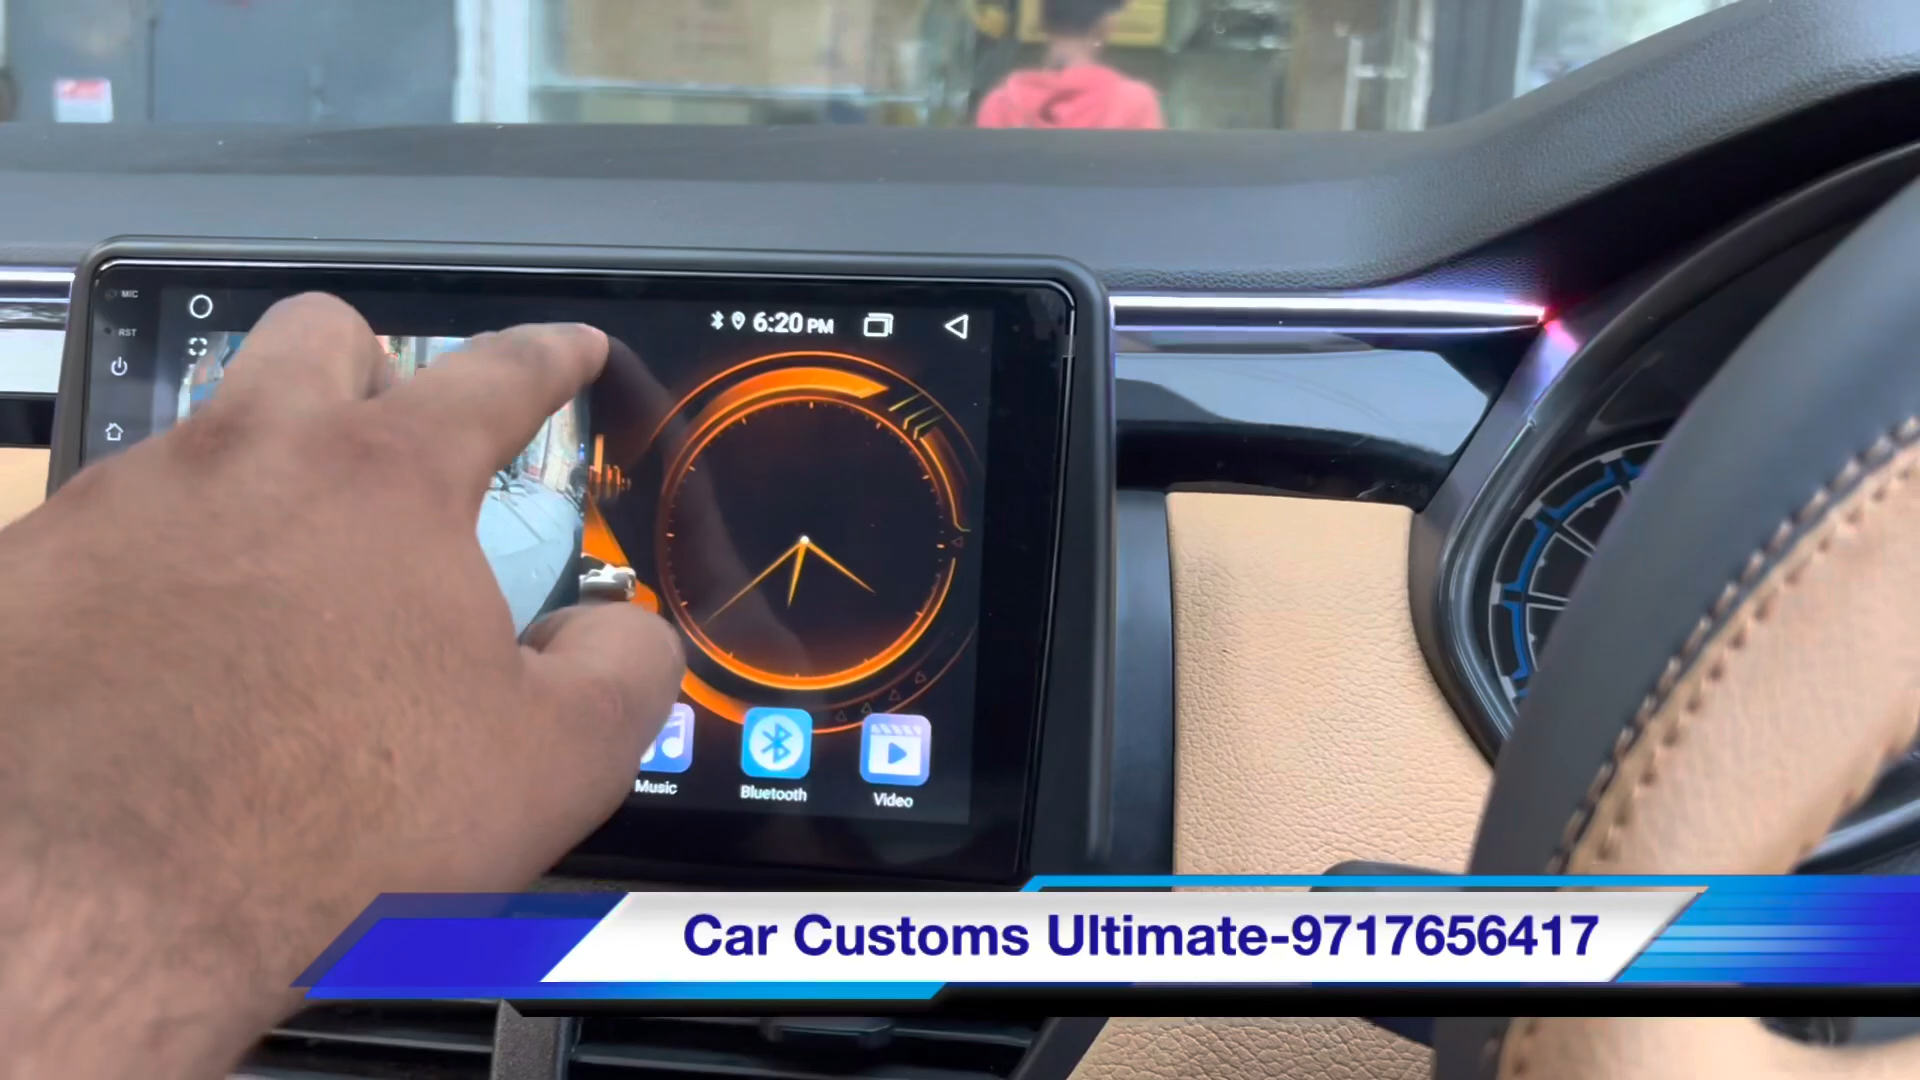 MIC
RST
6:20 PM
Music
Bluetooth
Video
Car Customs Ultimate-9717656417